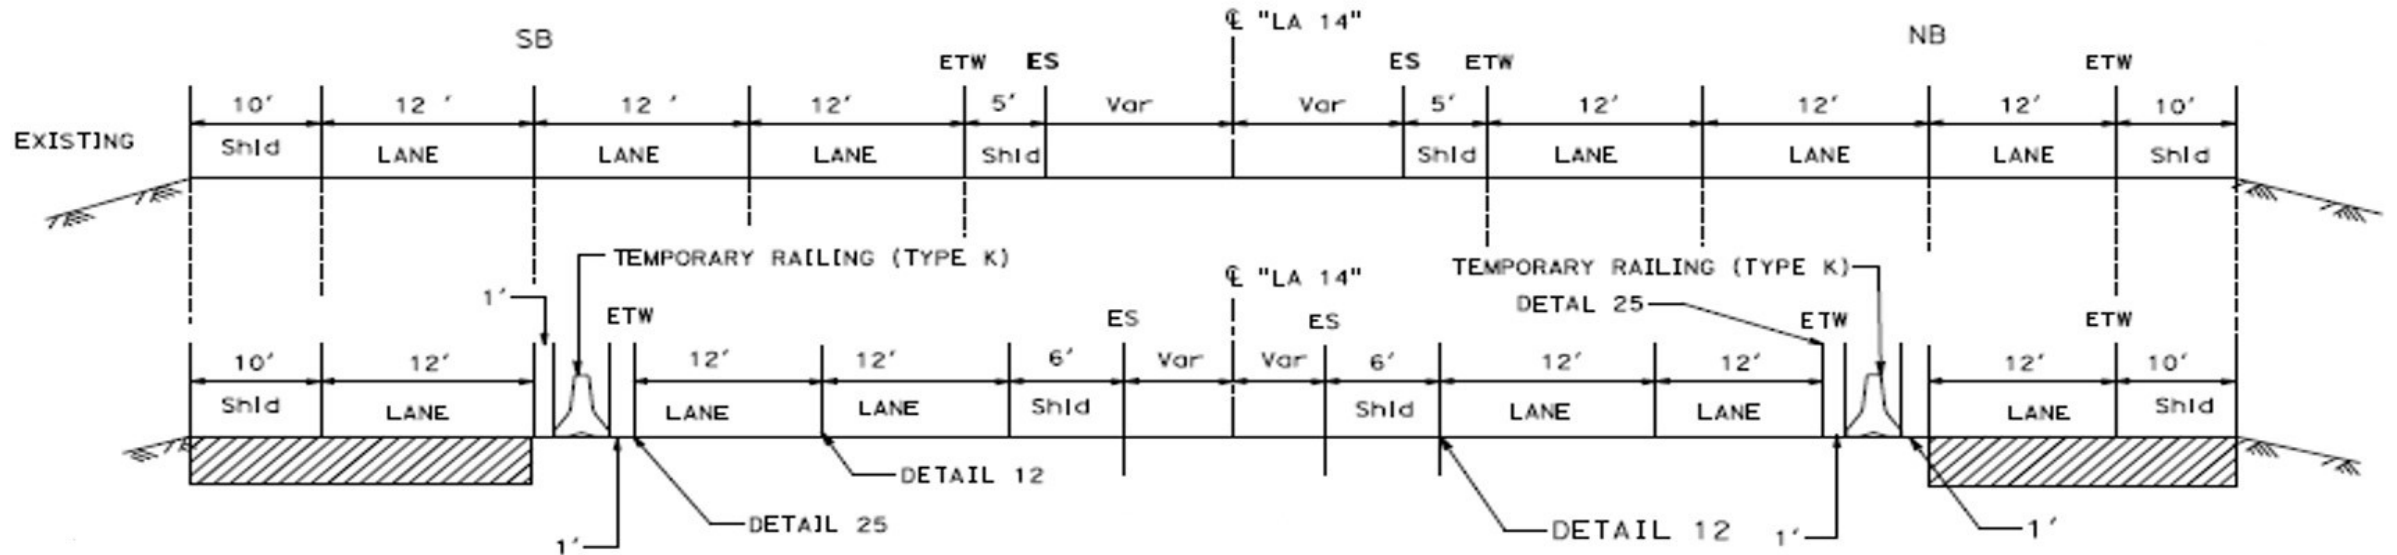 ℄ "LA 14"
SB NB
ETW ES ES ETW ETW
10' 12 ' 12 ' 12' 5' Var Var 5' 12' 12' 12' 10'
EXISTING Shld LANE LANE LANE Shld Shld LANE LANE LANE Shld
TEMPORARY RAILING (TYPE K) ℄ "LA 14" TEMPORARY RAILING (TYPE K)
1' DETAL 25
ETW ES ES ETW ETW
10' 12' 12' 12' 6' Var Var 6' 12' 12' 12' 10'
Shld LANE LANE LANE Shld Shld LANE LANE LANE Shld
DETAIL 12
DETAIL 25 DETAIL 12 1' 1'
1'